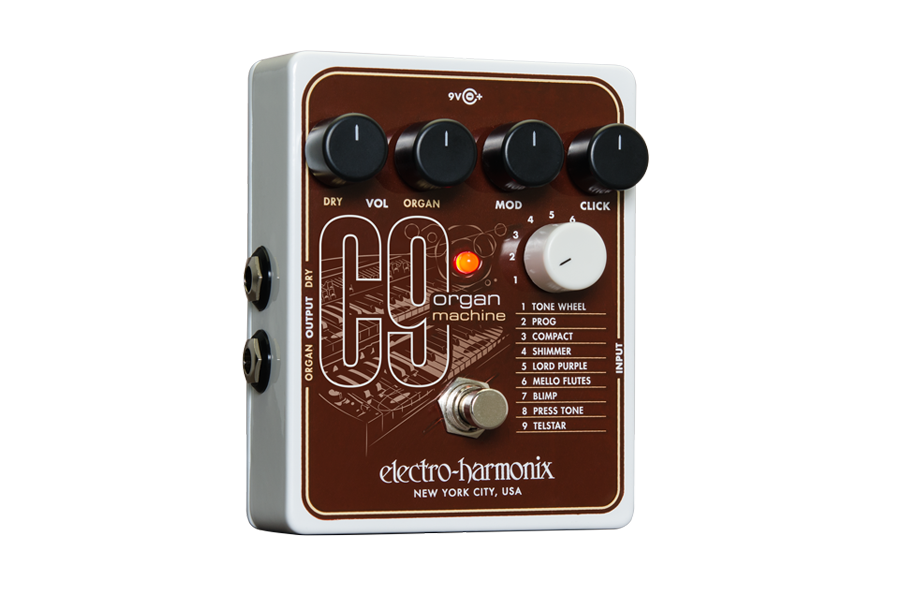 9V +
DRY VOL ORGAN MOD CLICK
1 2 3 4 5 6
C9
organ
machine
1 TONE WHEEL
2 PROG
3 COMPACT
4 SHIMMER
5 LORD PURPLE
6 MELLO FLUTES
7 BLIMP
8 PRESS TONE
9 TELSTAR
ORGAN OUTPUT DRY
INPUT
electro-harmonix
NEW YORK CITY, USA